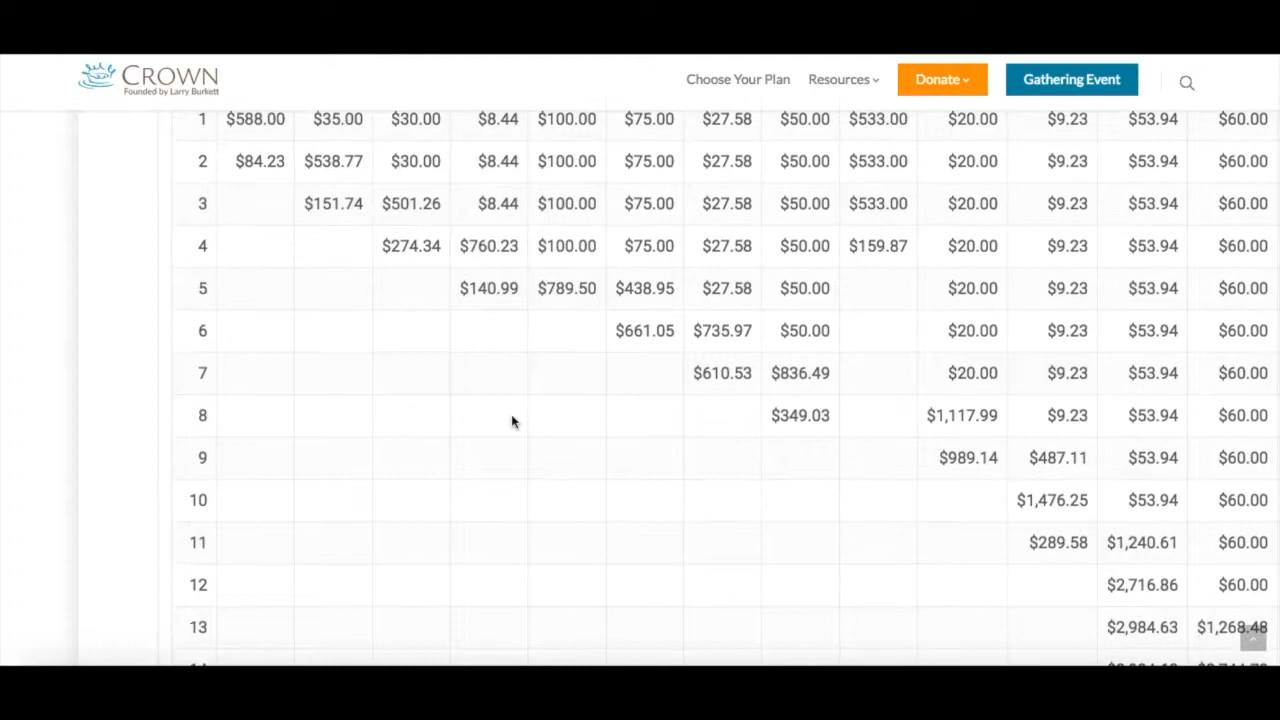 CROWN
Founded by Larry Burkett
Choose Your Plan Resources Donate Gathering Event
1 $588.00 $35.00 $30.00 $8.44 $100.00 $75.00 $27.58 $50.00 $533.00 $20.00 $9.23 $53.94 $60.00
2 $84.23 $538.77 $30.00 $8.44 $100.00 $75.00 $27.58 $50.00 $533.00 $20.00 $9.23 $53.94 $60.00
3 $151.74 $501.26 $8.44 $100.00 $75.00 $27.58 $50.00 $533.00 $20.00 $9.23 $53.94 $60.00
4 $274.34 $760.23 $100.00 $75.00 $27.58 $50.00 $159.87 $20.00 $9.23 $53.94 $60.00
5 $140.99 $789.50 $438.95 $27.58 $50.00 $20.00 $9.23 $53.94 $60.00
6 $661.05 $735.97 $50.00 $20.00 $9.23 $53.94 $60.00
7 $610.53 $836.49 $20.00 $9.23 $53.94 $60.00
8 $349.03 $1,117.99 $9.23 $53.94 $60.00
9 $989.14 $487.11 $53.94 $60.00
10 $1,476.25 $53.94 $60.00
11 $289.58 $1,240.61 $60.00
12 $2,716.86 $60.00
13 $2,984.63 $1,268.48